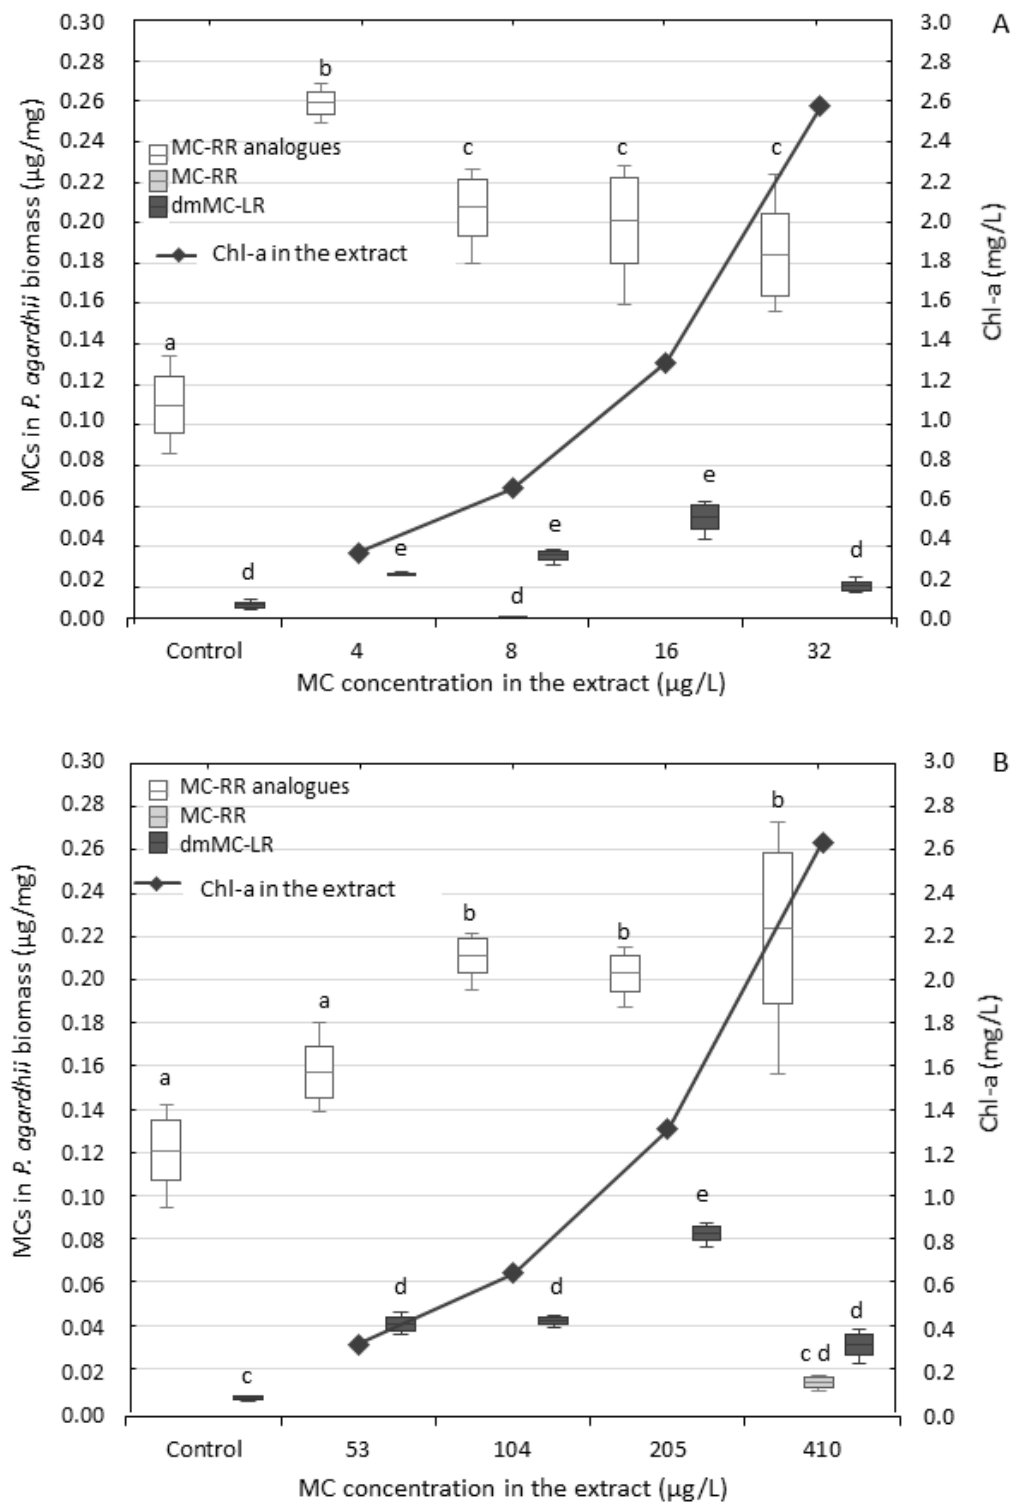 A
0.30
0.28
0.26
0.24
0.22
0.20
0.18
0.16
0.14
0.12
0.10
0.08
0.06
0.04
0.02
0.00
MCs in P. agardhii biomass (µg/mg)
3.0
2.8
2.6
2.4
2.2
2.0
1.8
1.6
1.4
1.2
1.0
0.8
0.6
0.4
0.2
0.0
Chl-a (mg/L)
MC-RR analogues
MC-RR
dmMC-LR
Chl-a in the extract
a
d
b
e
c
d
e
c
e
c
d
Control 4 8 16 32
MC concentration in the extract (µg/L)
B
0.30
0.28
0.26
0.24
0.22
0.20
0.18
0.16
0.14
0.12
0.10
0.08
0.06
0.04
0.02
0.00
MCs in P. agardhii biomass (µg/mg)
3.0
2.8
2.6
2.4
2.2
2.0
1.8
1.6
1.4
1.2
1.0
0.8
0.6
0.4
0.2
0.0
Chl-a (mg/L)
MC-RR analogues
MC-RR
dmMC-LR
Chl-a in the extract
a
c
a
d
b
d
b
e
b
c d
d
Control 53 104 205 410
MC concentration in the extract (µg/L)